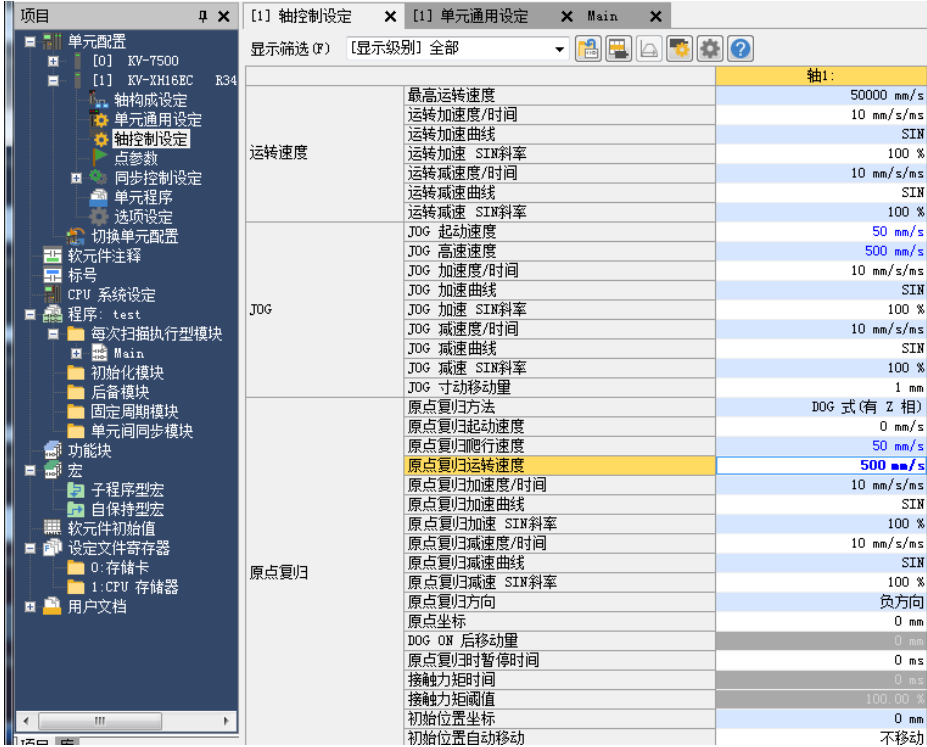 项目
[1] 轴控制设定 [1] 单元通用设定 Main
单元配置
[0] KV-7500
[1] KV-XH16EC R34
轴构成设定
单元通用设定
轴控制设定
点参数
同步控制设定
单元程序
选项设定
切换单元配置
软元件注释
标号
CPU 系统设定
程序: test
每次扫描执行型模块
Main
初始化模块
后备模块
固定周期模块
单元间同步模块
功能块
宏
子程序型宏
自保持型宏
软元件初始值
设定文件寄存器
0:存储卡
1:CPU 存储器
用户文档
项目 库
显示筛选(F) [显示级别] 全部
轴1:
运转速度
最高运转速度 50000 mm/s
运转加速度/时间 10 mm/s/ms
运转加速曲线 SIN
运转加速 SIN斜率 100 %
运转减速度/时间 10 mm/s/ms
运转减速曲线 SIN
运转减速 SIN斜率 100 %
JOG
JOG 起动速度 50 mm/s
JOG 高速速度 500 mm/s
JOG 加速度/时间 10 mm/s/ms
JOG 加速曲线 SIN
JOG 加速 SIN斜率 100 %
JOG 减速度/时间 10 mm/s/ms
JOG 减速曲线 SIN
JOG 减速 SIN斜率 100 %
JOG 寸动移动量 1 mm
原点复归
原点复归方法 DOG 式(有 Z 相)
原点复归起动速度 0 mm/s
原点复归爬行速度 50 mm/s
原点复归运转速度 500 mm/s
原点复归加速度/时间 10 mm/s/ms
原点复归加速曲线 SIN
原点复归加速 SIN斜率 100 %
原点复归减速度/时间 10 mm/s/ms
原点复归减速曲线 SIN
原点复归减速 SIN斜率 100 %
原点复归方向 负方向
原点坐标 0 mm
DOG ON 后移动量 0 mm
原点复归时暂停时间 0 ms
接触力矩时间 0 ms
接触力矩阈值 100.00 %
初始位置坐标 0 mm
初始位置自动移动 不移动